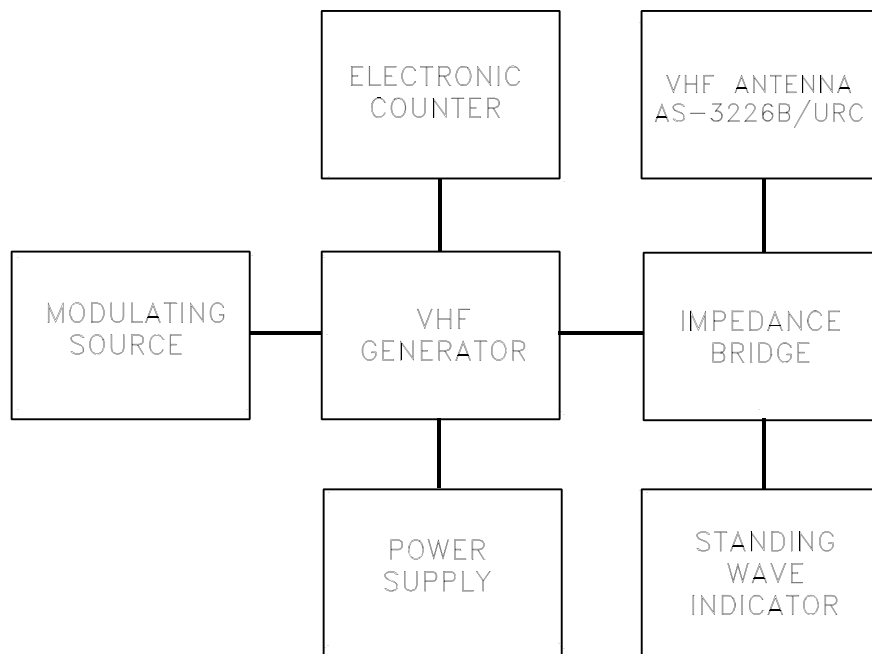 ELECTRONIC
COUNTER
VHF ANTENNA
AS-3226B/URC
MODULATING
SOURCE
VHF
GENERATOR
IMPEDANCE
BRIDGE
POWER
SUPPLY
STANDING
WAVE
INDICATOR